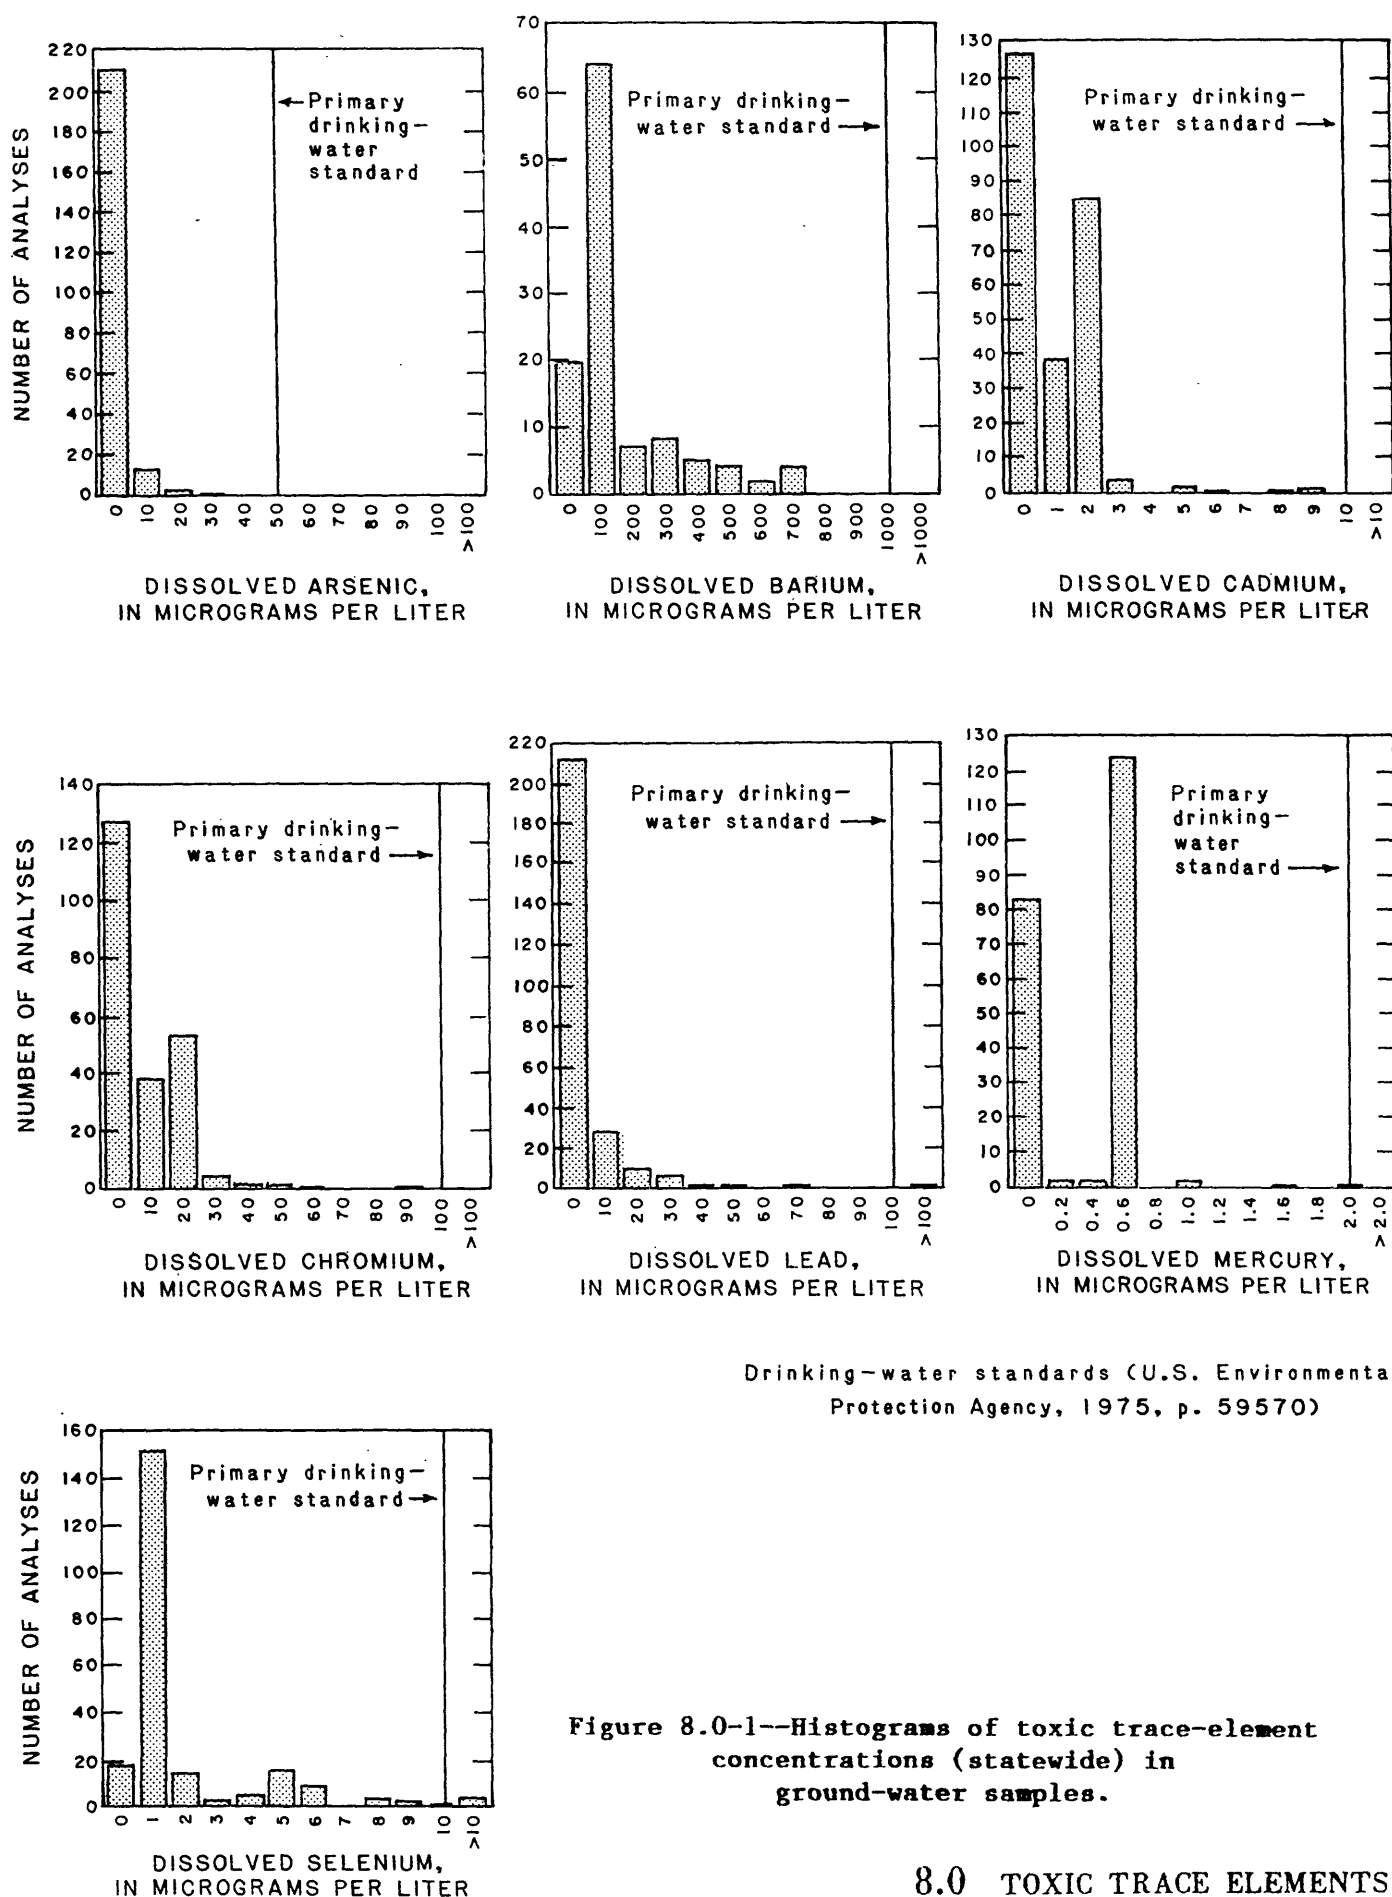 NUMBER OF ANALYSES
220
200
180
160
140
120
100
80
60
40
20
0
Primary
drinking-
water
standard
0 10 20 30 50 70 80 90 100 >100
DISSOLVED ARSENIC,
IN MICROGRAMS PER LITER
70
60
50
40
30
20
10
0
Primary drinking-
water standard
0 100 200 300 400 500 600 700 800 900 1000 >1000
DISSOLVED BARIUM,
IN MICROGRAMS PER LITER
130
120
110
100
90
80
70
60
50
40
30
20
10
0
Primary drinking-
water standard
0 1 2 3 4 5 6 7 8 9 10 >10
DISSOLVED CADMIUM,
IN MICROGRAMS PER LITER
NUMBER OF ANALYSES
140
120
100
80
60
40
20
0
Primary drinking-
water standard
0 10 20 30 40 50 60 70 80 90 100 >100
DISSOLVED CHROMIUM,
IN MICROGRAMS PER LITER
220
200
180
160
140
120
100
80
60
40
20
0
Primary drinking-
water standard
0 10 20 30 40 50 60 70 80 90 100 >100
DISSOLVED LEAD,
IN MICROGRAMS PER LITER
130
120
110
100
90
80
70
60
50
40
30
20
10
0
Primary
drinking-
water
standard
0 0.2 0.4 0.6 0.8 1.0 1.2 1.4 1.6 1.8 2.0 >2.0
DISSOLVED MERCURY,
IN MICROGRAMS PER LITER
Drinking-water standards (U.S. Environmenta
Protection Agency, 1975, p. 59570)
NUMBER OF ANALYSES
160
140
120
100
80
60
40
20
0
Primary drinking-
water standard
0 1 2 3 4 5 6 7 8 9 10 >10
DISSOLVED SELENIUM,
IN MICROGRAMS PER LITER
Figure 8.0-1--Histograms of toxic trace-element
concentrations (statewide) in
ground-water samples.
8.0 TOXIC TRACE ELEMENTS